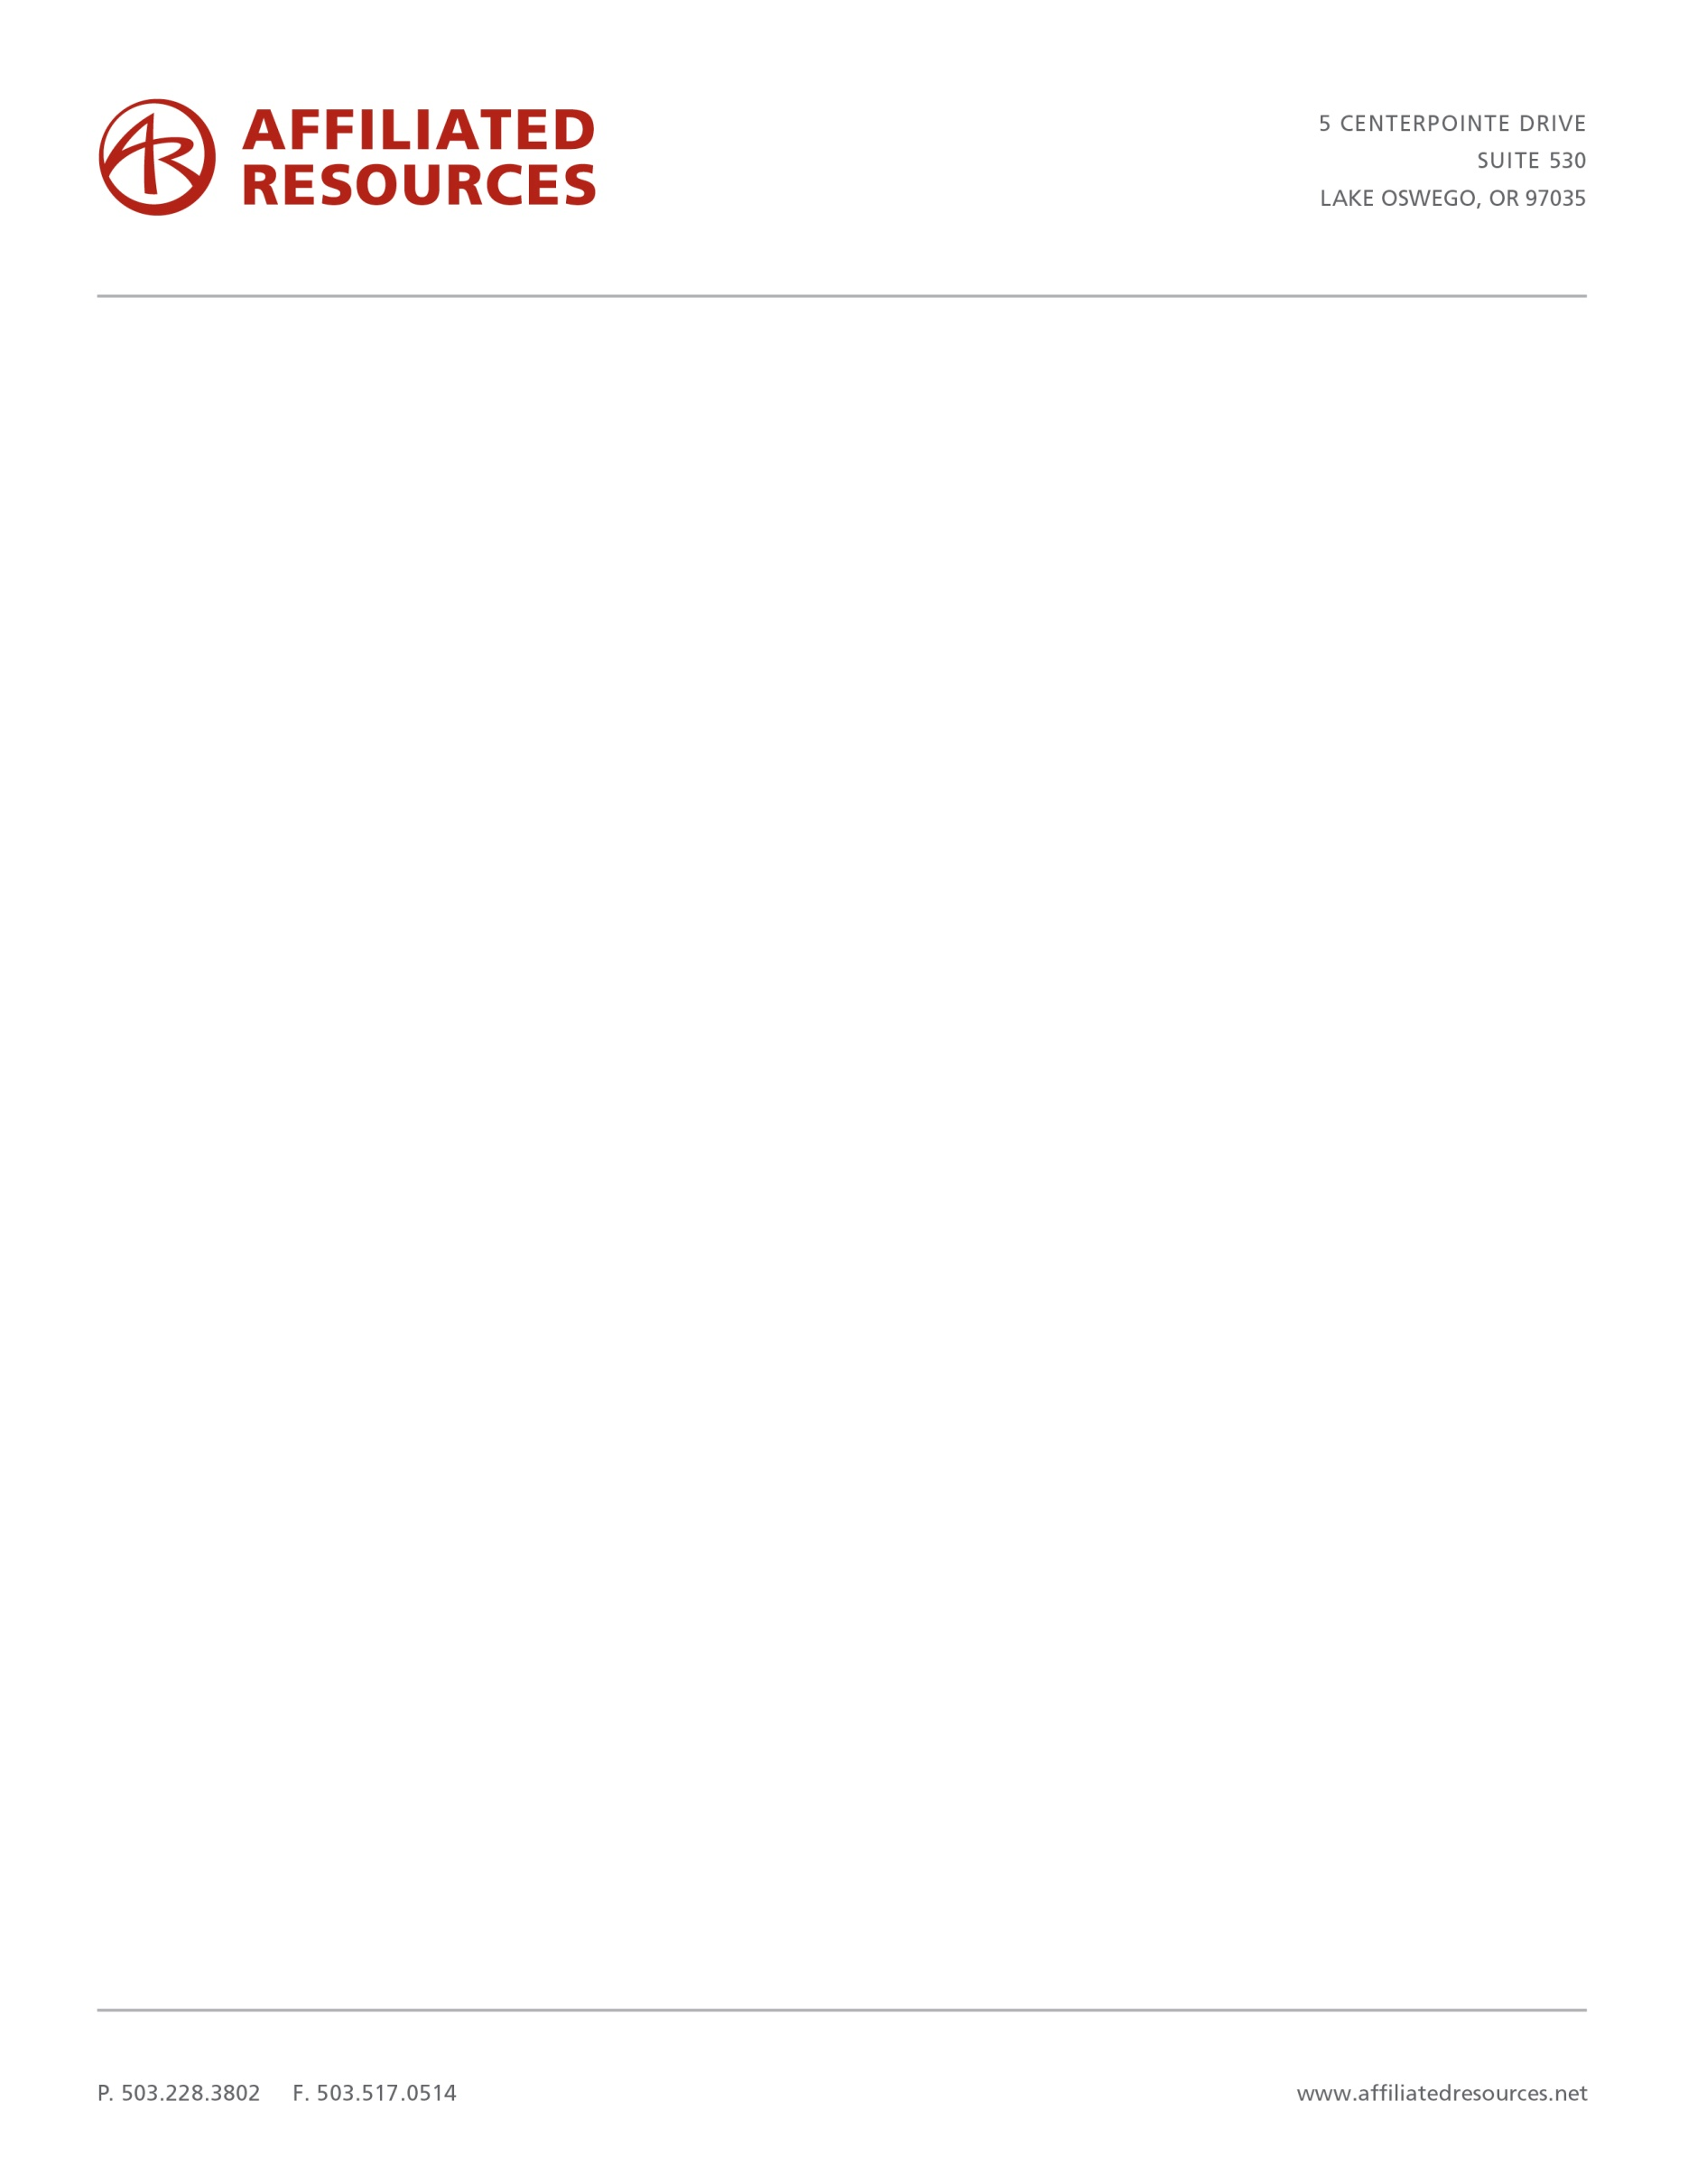 AFFILIATED
RESOURCES
5 CENTERPOINTE DRIVE
SUITE 530
LAKE OSWEGO, OR 97035
P. 503.228.3802 F. 503.517.0514
www.affiliatedresources.net